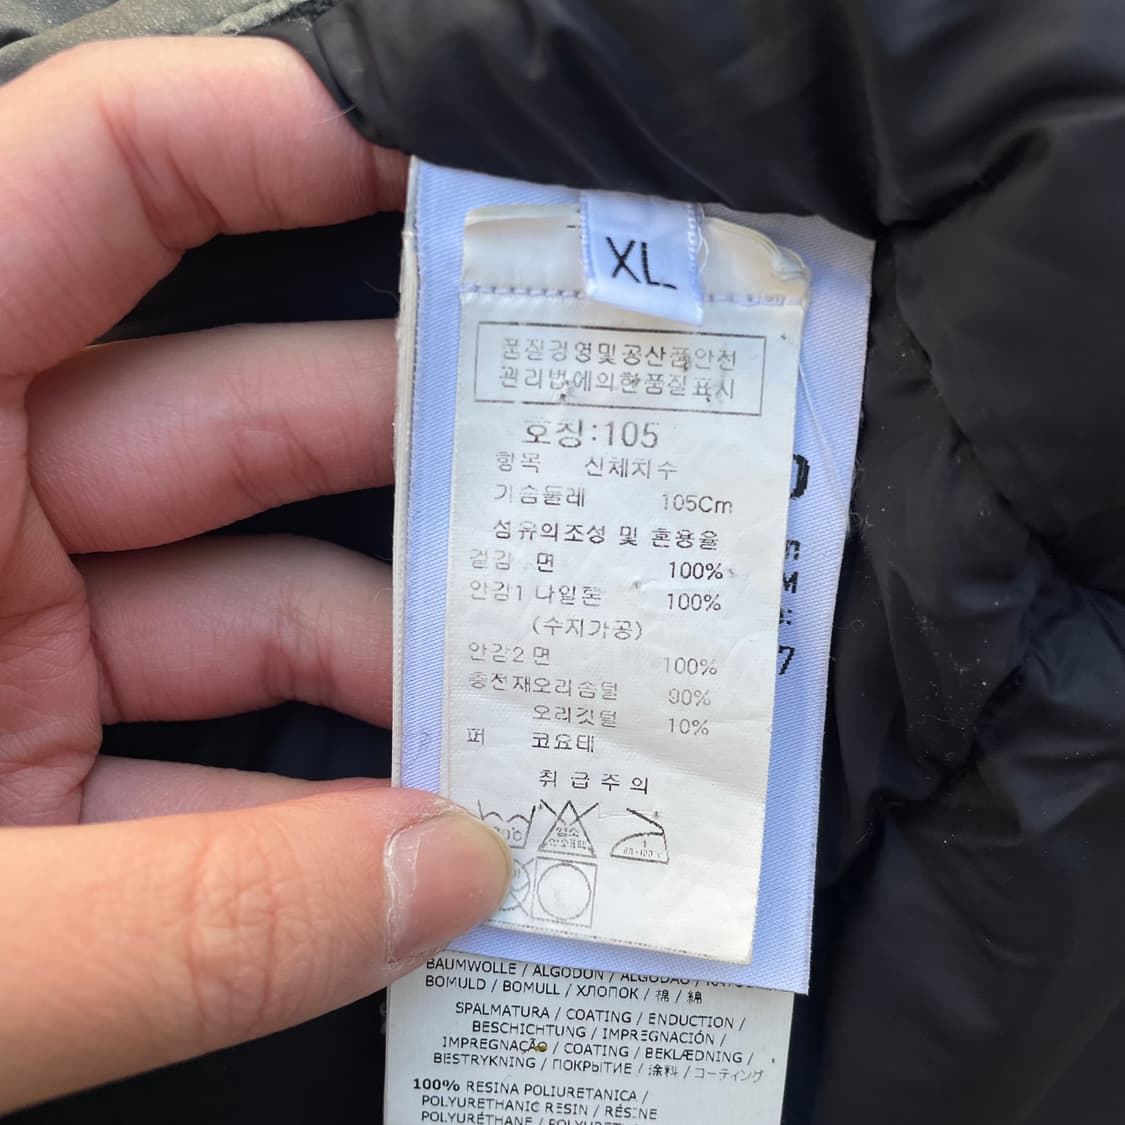 XL
품질경영및공산품안전
관리법에의한품질표시
호칭:105
항목 신체치수
가슴둘레 105Cm
섬유의조성 및 혼용율
겉감 면 100%
안감1 나일론 100%
(수지가공)
안감2 면 100%
충전재오리솜털 90%
오리깃털 10%
퍼 코요테
취급주의
염소
BAUMWOLLE / ALGODON / ALGODAO /
BOMULD / BOMULL / ХЛОПОК / 棉 / 綿
SPALMATURA / COATING / ENDUCTION /
BESCHICHTUNG / IMPREGNACIÓN /
IMPREGNAÇÃO / COATING / BEKLÆDNING /
BESTRYKNING / ПОКРЫТИЕ / 涂料 / コーティング
100% RESINA POLIURETANICA /
POLYURETHANIC RESIN / RÉSINE
POLYURÉTHANE /
7
M